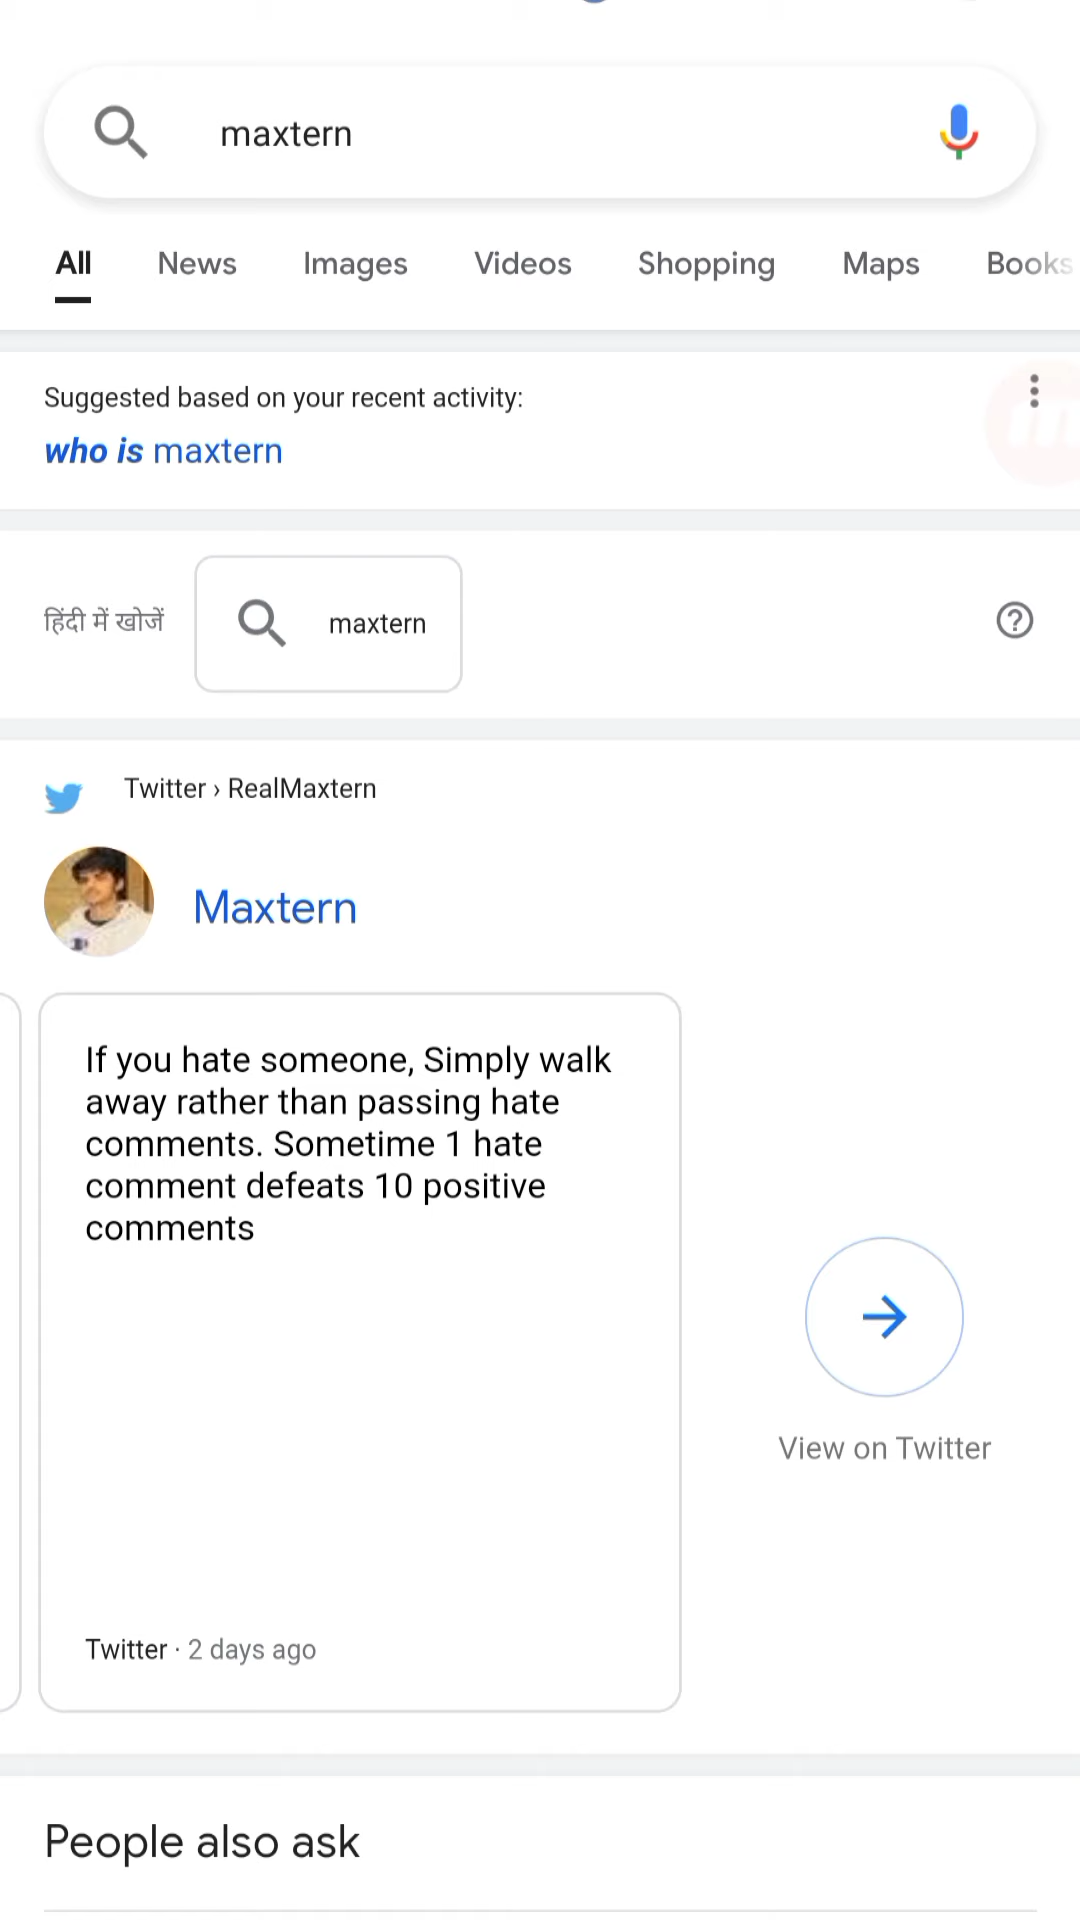 maxtern
All News Images Videos Shopping Maps Books
Suggested based on your recent activity:
who is maxtern
हिंदी में खोजें maxtern
Twitter › RealMaxtern
Maxtern
If you hate someone, Simply walk
away rather than passing hate
comments. Sometime 1 hate
comment defeats 10 positive
comments
View on Twitter
Twitter · 2 days ago
People also ask